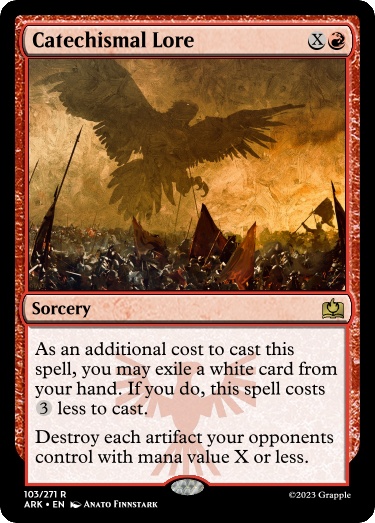 Catechismal Lore X R
Sorcery
As an additional cost to cast this
spell, you may exile a white card from
your hand. If you do, this spell costs
3 less to cast.
Destroy each artifact your opponents
control with mana value X or less.
103/271 R
ARK • EN Anato Finnstark
©2023 Grapple